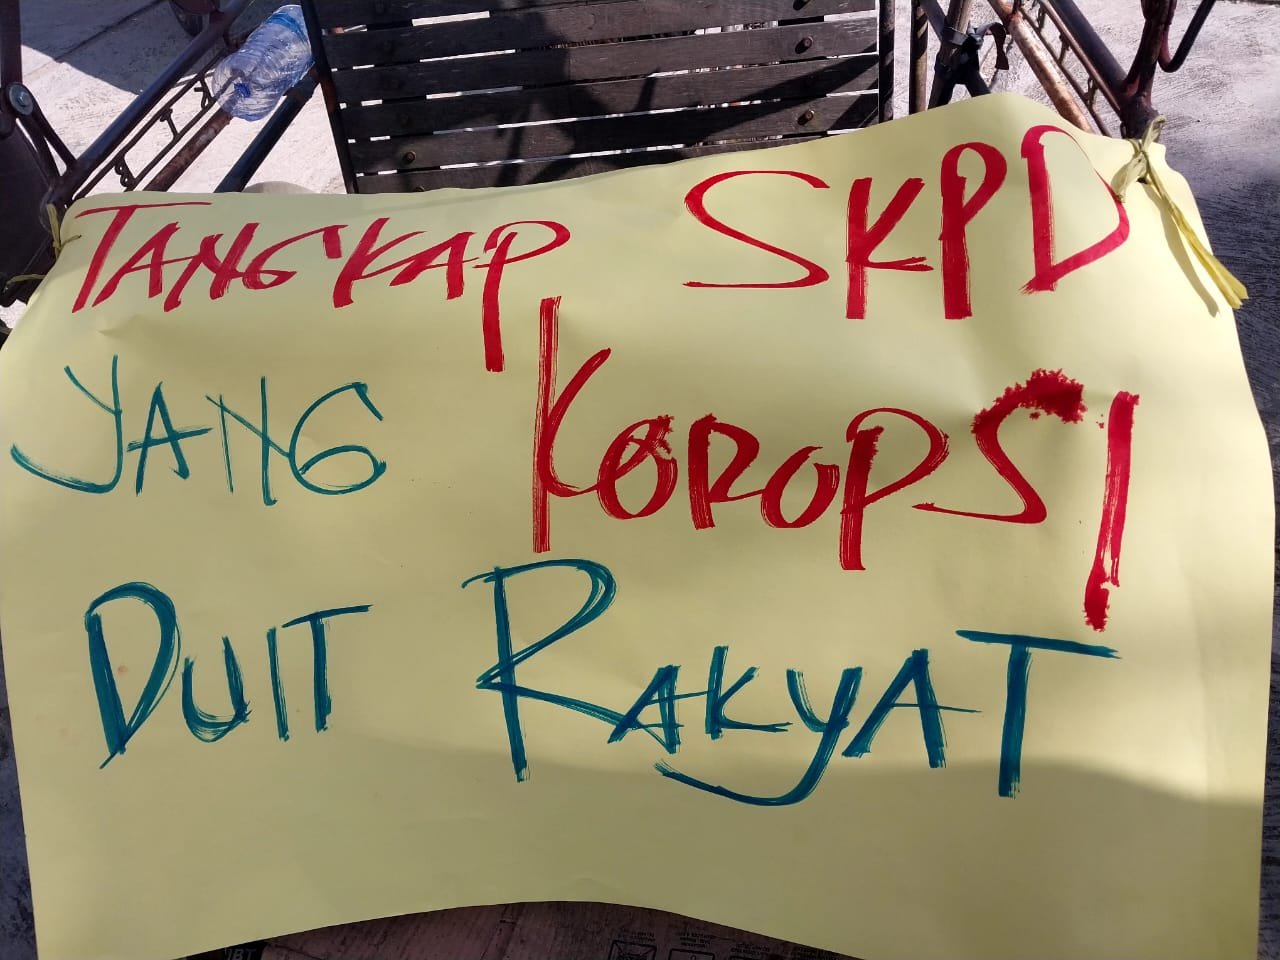 TANGKAP SKPD
YANG KOROPSI
DUIT RAKYAT